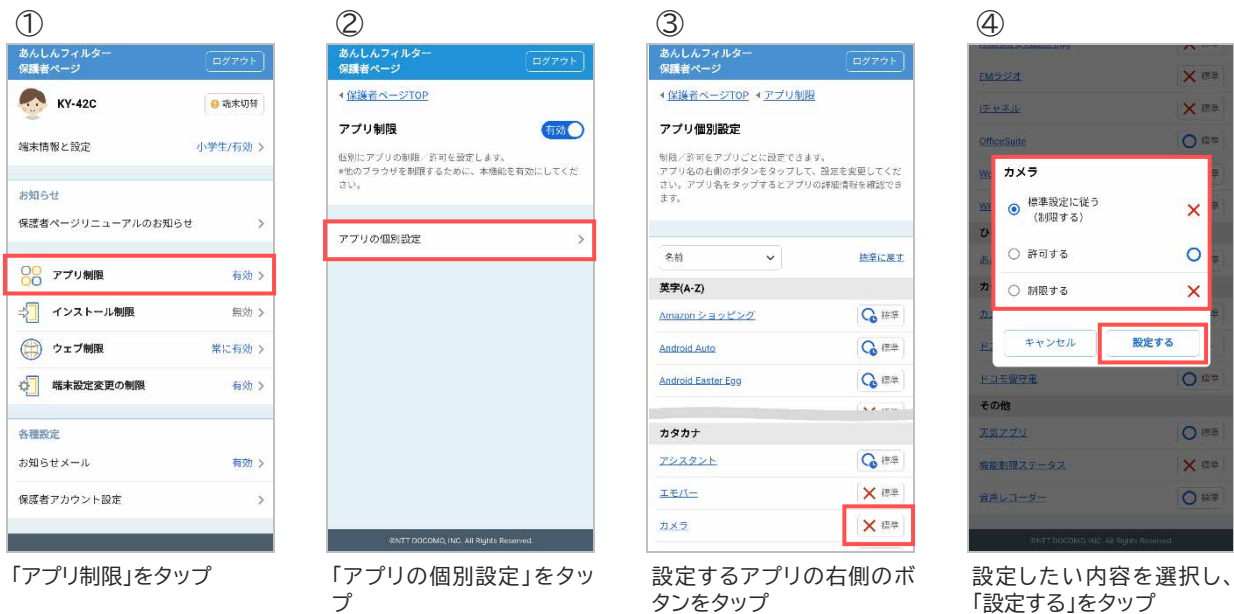 ①
あんしんフィルター
保護者ページ
ログアウト
KY-42C
端末切替
端末情報と設定
小学生/有効
お知らせ
保護者ページリニューアルのお知らせ
アプリ制限
有効
インストール制限
無効
ウェブ制限
常に有効
端末設定変更の制限
有効
各種設定
お知らせメール
有効
保護者アカウント設定
「アプリ制限」をタップ
②
あんしんフィルター
保護者ページ
ログアウト
保護者ページTOP
アプリ制限
有効
個別にアプリの制限/許可を設定します。
※他のブラウザを制限するために、本機能を有効にしてくだ
さい。
アプリの個別設定
©NTT DOCOMO, INC. All Rights Reserved.
「アプリの個別設定」をタッ
プ
③
あんしんフィルター
保護者ページ
ログアウト
保護者ページTOP
アプリ制限
アプリ個別設定
制限/許可をアプリごとに設定できます。
アプリ名の右側のボタンをタップして、設定を変更してくだ
さい。アプリ名をタップするとアプリの詳細情報を確認でき
ます。
名前
標準に戻す
英字(A-Z)
Amazon ショッピング
標準
Android Auto
標準
Android Easter Egg
標準
カタカナ
アシスタント
標準
エモパー
標準
カメラ
標準
設定するアプリの右側のボ
タンをタップ
④
FMラジオ
標準
iチャネル
標準
OfficeSuite
標準
カメラ
標準設定に従う
(制限する)
許可する
制限する
キャンセル
設定する
ドコモ留守電
標準
その他
天気アプリ
標準
機能制限ステータス
標準
音声レコーダー
標準
©NTT DOCOMO, INC. All Rights Reserved.
設定したい内容を選択し、
「設定する」をタップ